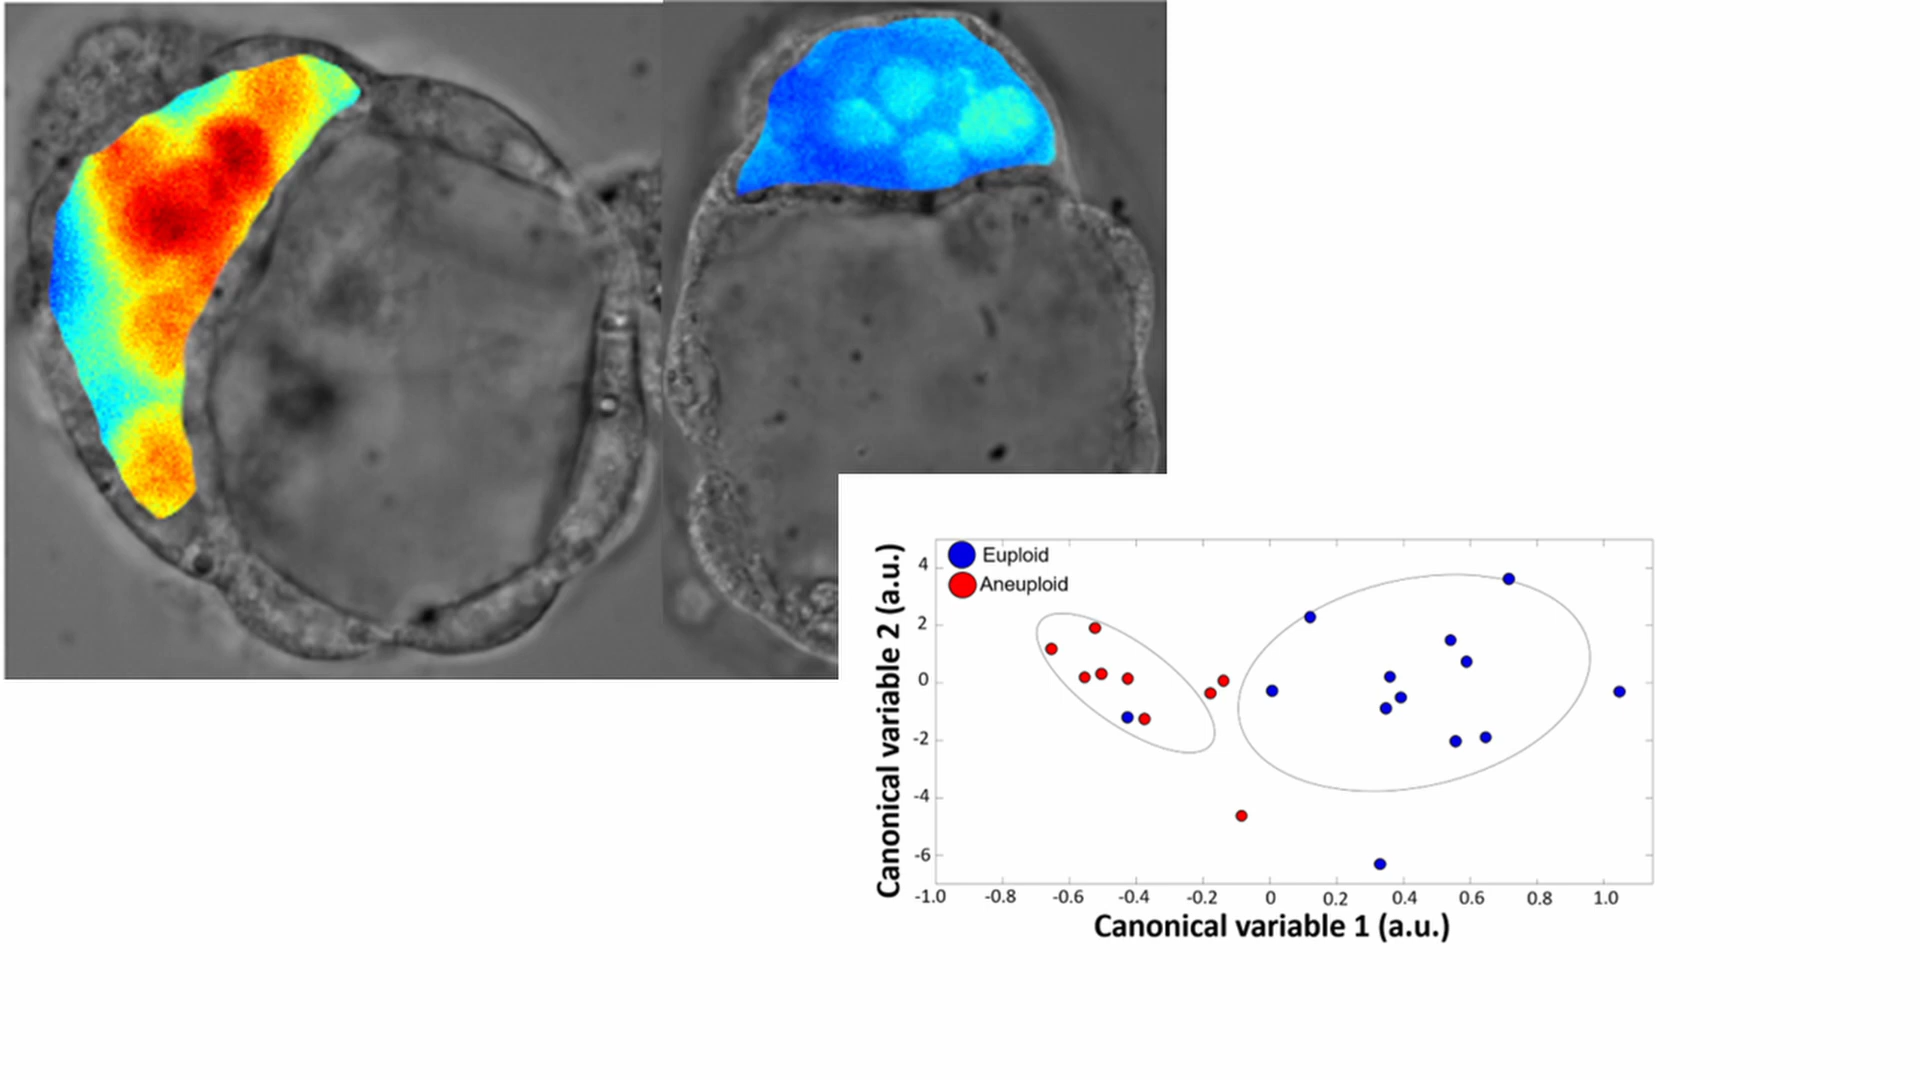 Euploid
Aneuploid
Canonical variable 2 (a.u.)
4
2
0
-2
-4
-6
-1.0 -0.8 -0.6 -0.4 -0.2 0 0.2 0.4 0.6 0.8 1.0
Canonical variable 1 (a.u.)